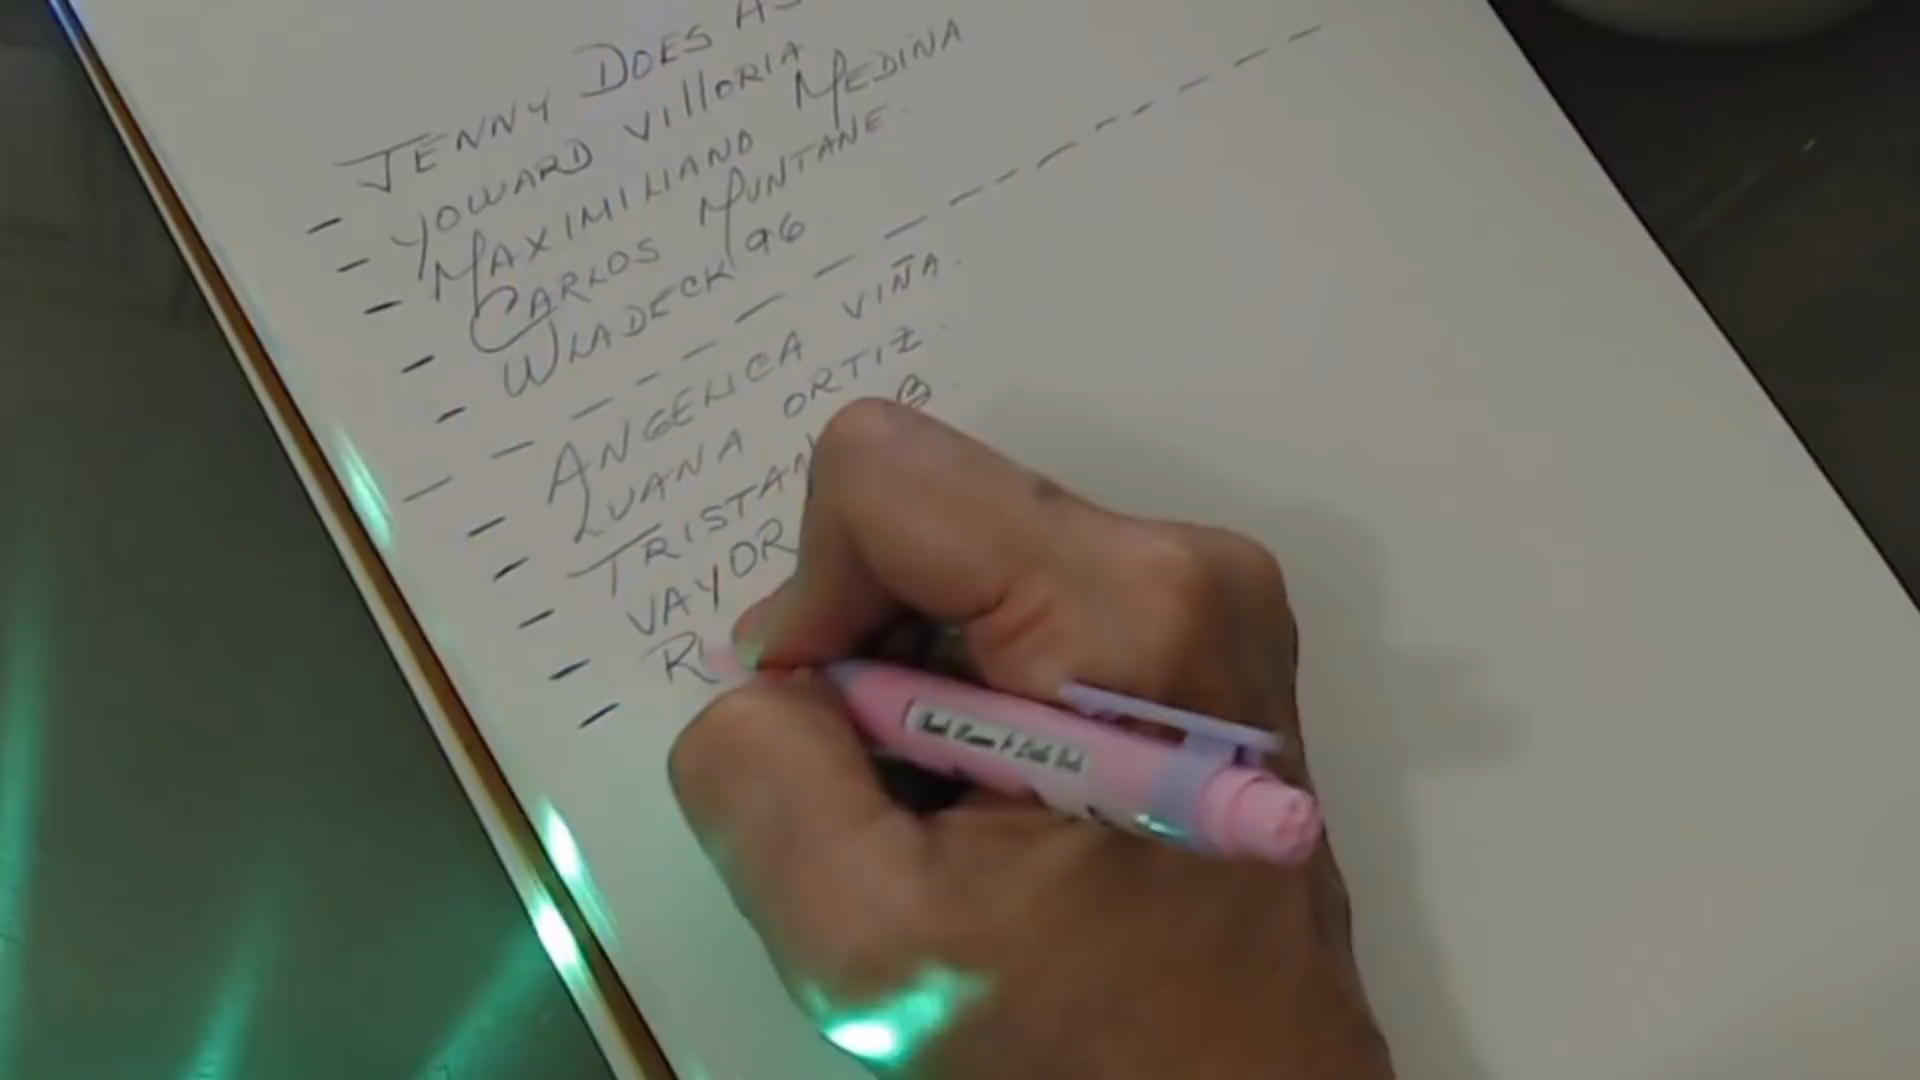 JENNY DOES
- YOWARD VILLORIA
- MAXIMILIANO MEDINA
- CARLOS MUNTANE.
- WLADECK 96.
- ANGELICA VIÑA.
- LUANA ORTIZ.
- TRISTAN B.
- VAYOR
- R